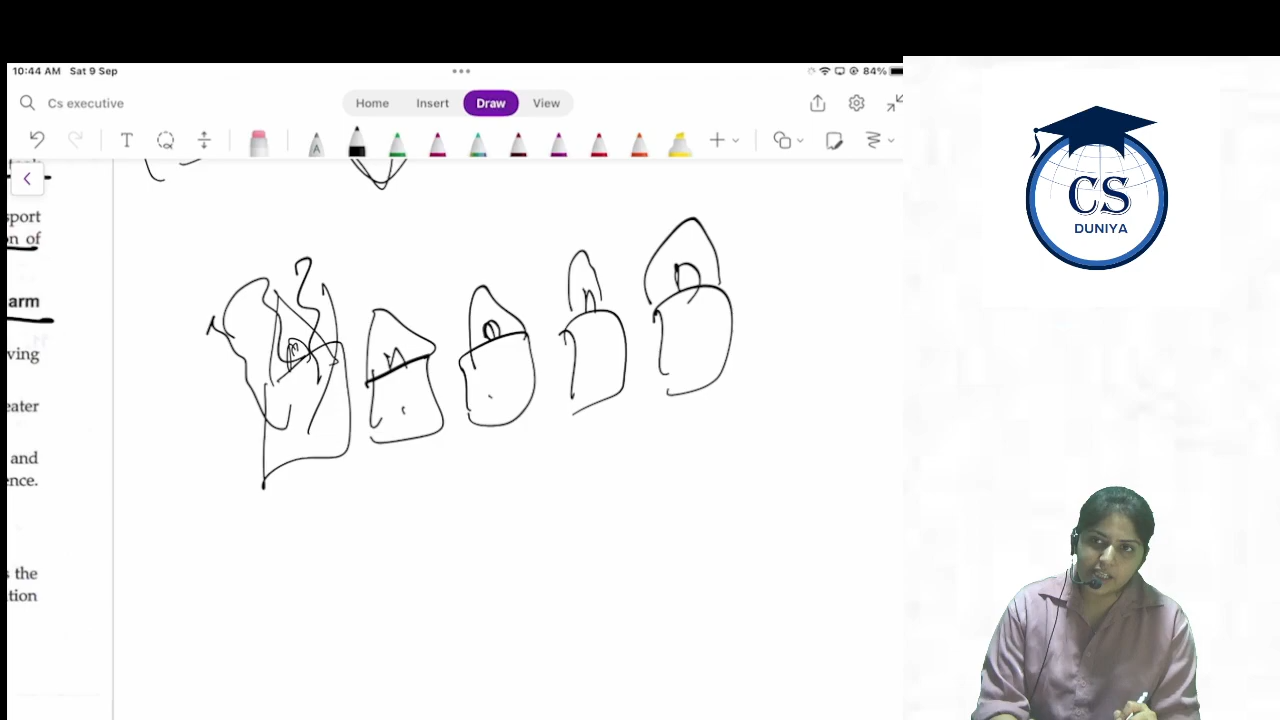 10:44 AM Sat 9 Sep
84%
Cs executive
Home Insert Draw View
T
A
sport
on of
arm
ving
eater
and
ence.
s the
tion
n n n n n
CS
DUNIYA